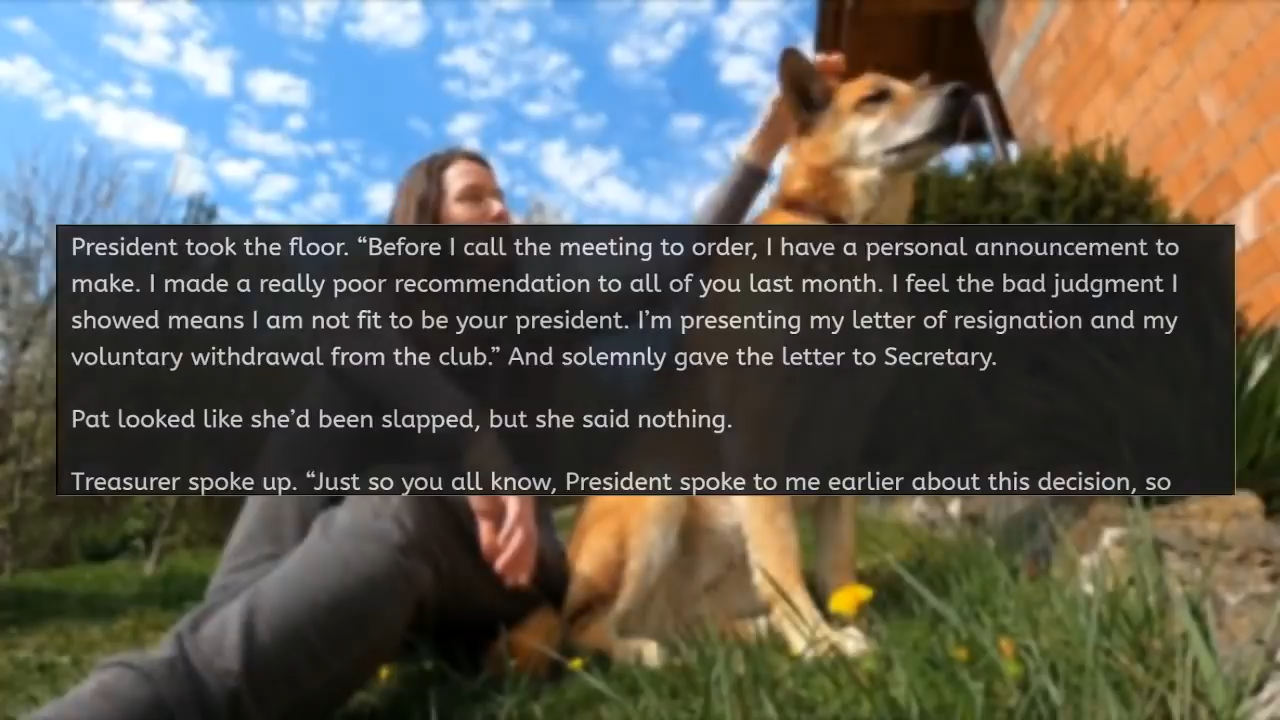 President took the floor. “Before I call the meeting to order, I have a personal announcement to
make. I made a really poor recommendation to all of you last month. I feel the bad judgment I
showed means I am not fit to be your president. I’m presenting my letter of resignation and my
voluntary withdrawal from the club.” And solemnly gave the letter to Secretary.
Pat looked like she’d been slapped, but she said nothing.
Treasurer spoke up. “Just so you all know, President spoke to me earlier about this decision, so